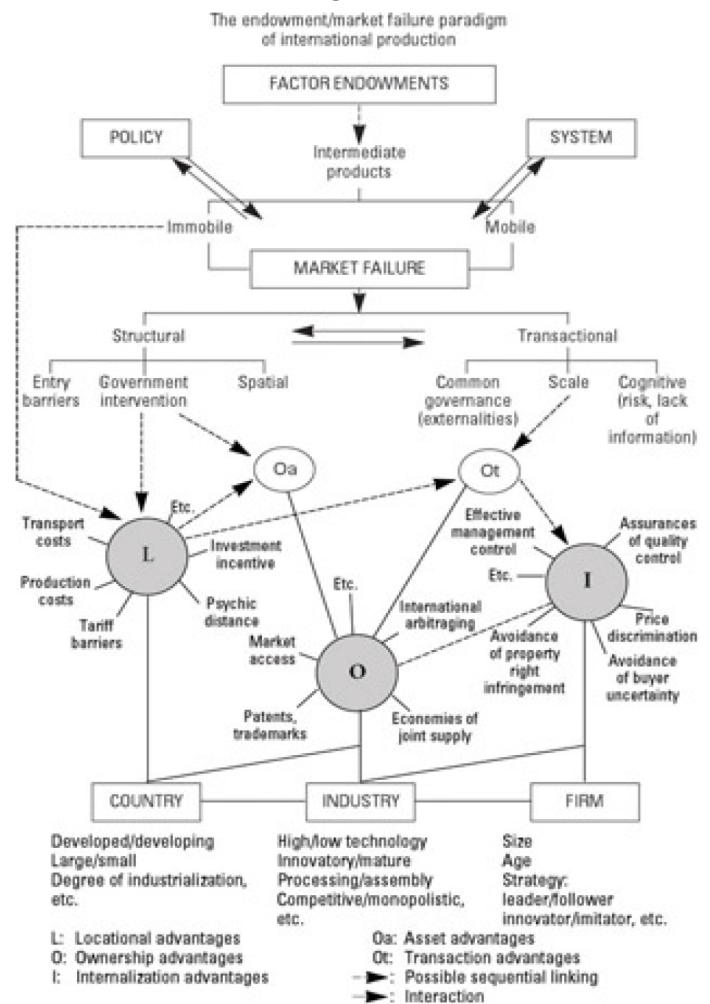 The endowment/market failure paradigm
of international production
FACTOR ENDOWMENTS
POLICY
SYSTEM
Intermediate
products
Immobile
Mobile
MARKET FAILURE
Structural
Transactional
Entry
barriers
Government
intervention
Spatial
Common
governance
(externalities)
Scale
Cognitive
(risk, lack
of
information)
Oa
Ot
Etc.
Transport
costs
L
Investment
incentive
Production
costs
Psychic
distance
Tariff
barriers
Effective
management
control
Assurances
of quality
control
Etc.
I
Price
discrimination
Avoidance
of property
right
infringement
Avoidance
of buyer
uncertainty
Etc.
International
arbitraging
Market
access
O
Patents,
trademarks
Economies of
joint supply
COUNTRY
INDUSTRY
FIRM
Developed/developing
Large/small
Degree of industrialization,
etc.
High/low technology
Innovatory/mature
Processing/assembly
Competitive/monopolistic,
etc.
Size
Age
Strategy:
leader/follower
innovator/imitator, etc.
L: Locational advantages
O: Ownership advantages
I: Internalization advantages
Oa: Asset advantages
Ot: Transaction advantages
: Possible sequential linking
: Interaction